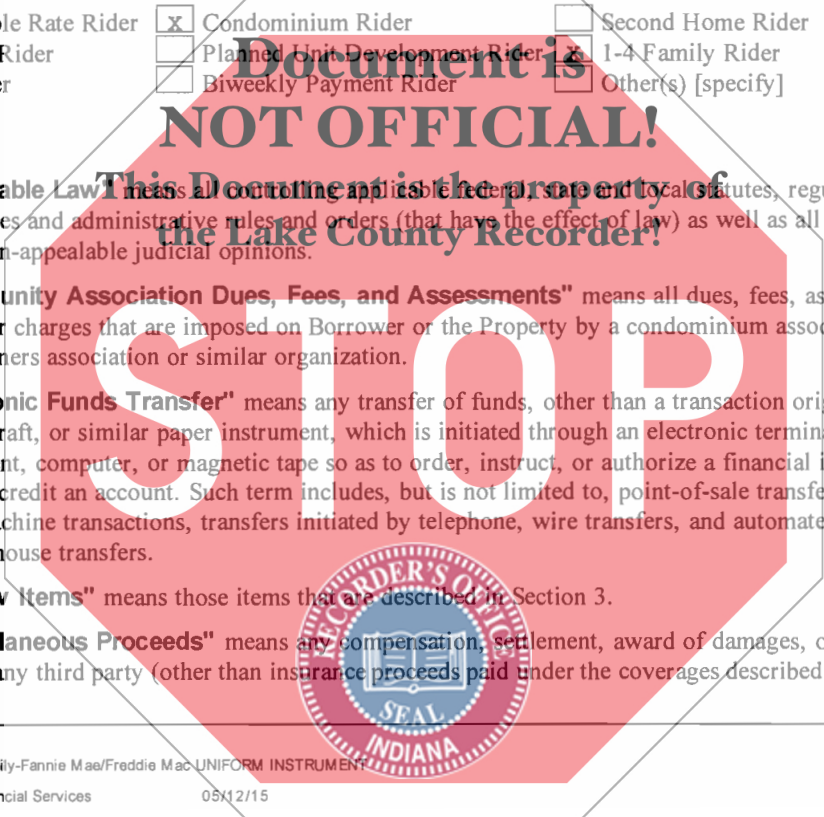 le Rate Rider X Condominium Rider Second Home Rider
Rider Planned Unit Development Rider X 1-4 Family Rider
r Biweekly Payment Rider Other(s) [specify]
Document is
NOT OFFICIAL!
This Document is the property of
the Lake County Recorder!
able Law" means all controlling applicable federal, state and local statutes, regu
es and administrative rules and orders (that have the effect of law) as well as all
n-appealable judicial opinions.
unity Association Dues, Fees, and Assessments" means all dues, fees, as
r charges that are imposed on Borrower or the Property by a condominium assoc
ners association or similar organization.
onic Funds Transfer" means any transfer of funds, other than a transaction ori
raft, or similar paper instrument, which is initiated through an electronic termin
nt, computer, or magnetic tape so as to order, instruct, or authorize a financial i
credit an account. Such term includes, but is not limited to, point-of-sale transfe
chine transactions, transfers initiated by telephone, wire transfers, and automate
house transfers.
STOP
w Items" means those items that are described in Section 3.
laneous Proceeds" means any compensation, settlement, award of damages, o
any third party (other than insurance proceeds paid under the coverages described
RECORDER'S OFFICE
SEAL
INDIANA
ily-Fannie Mae/Freddie Mac UNIFORM INSTRUMENT
ncial Services 05/12/15